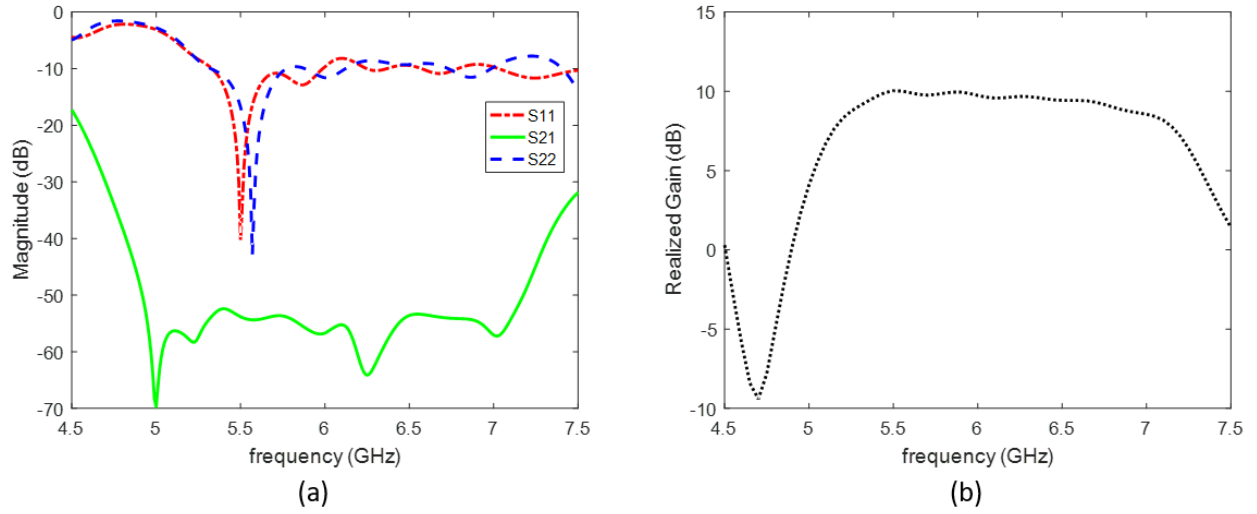 0
-10
-20
-30
-40
-50
-60
-70
Magnitude (dB)
S11
S21
S22
4.5 5 5.5 6 6.5 7 7.5
frequency (GHz)
(a)
15
10
5
0
-5
-10
Realized Gain (dB)
4.5 5 5.5 6 6.5 7 7.5
frequency (GHz)
(b)